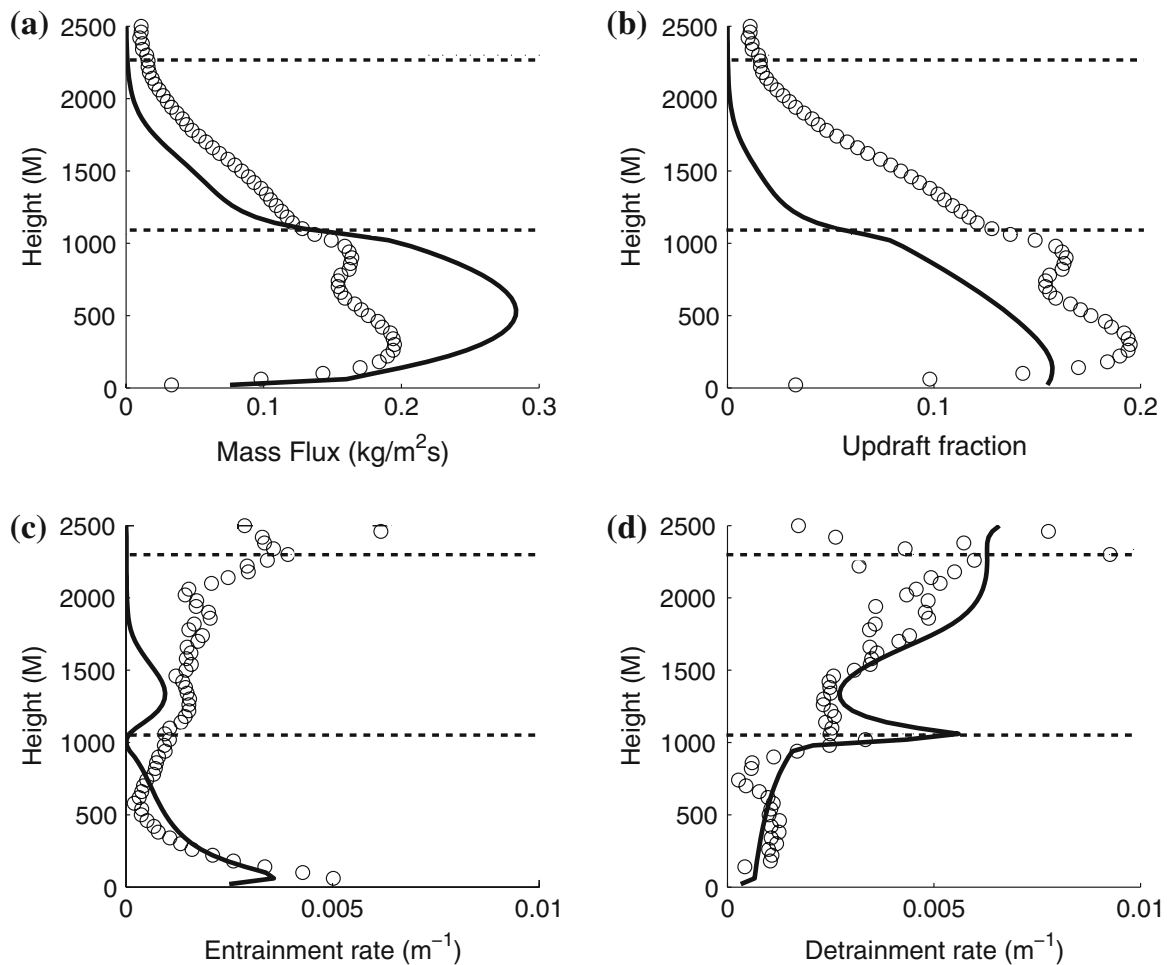 (a)
2500
2000
1500
1000
500
0
Height (M)
0 0.1 0.2 0.3
Mass Flux (kg/m²s)
(b)
2500
2000
1500
1000
500
0
Height (M)
0 0.1 0.2
Updraft fraction
(c)
2500
2000
1500
1000
500
0
Height (M)
0 0.005 0.01
Entrainment rate (m⁻¹)
(d)
2500
2000
1500
1000
500
0
Height (M)
0 0.005 0.01
Detrainment rate (m⁻¹)